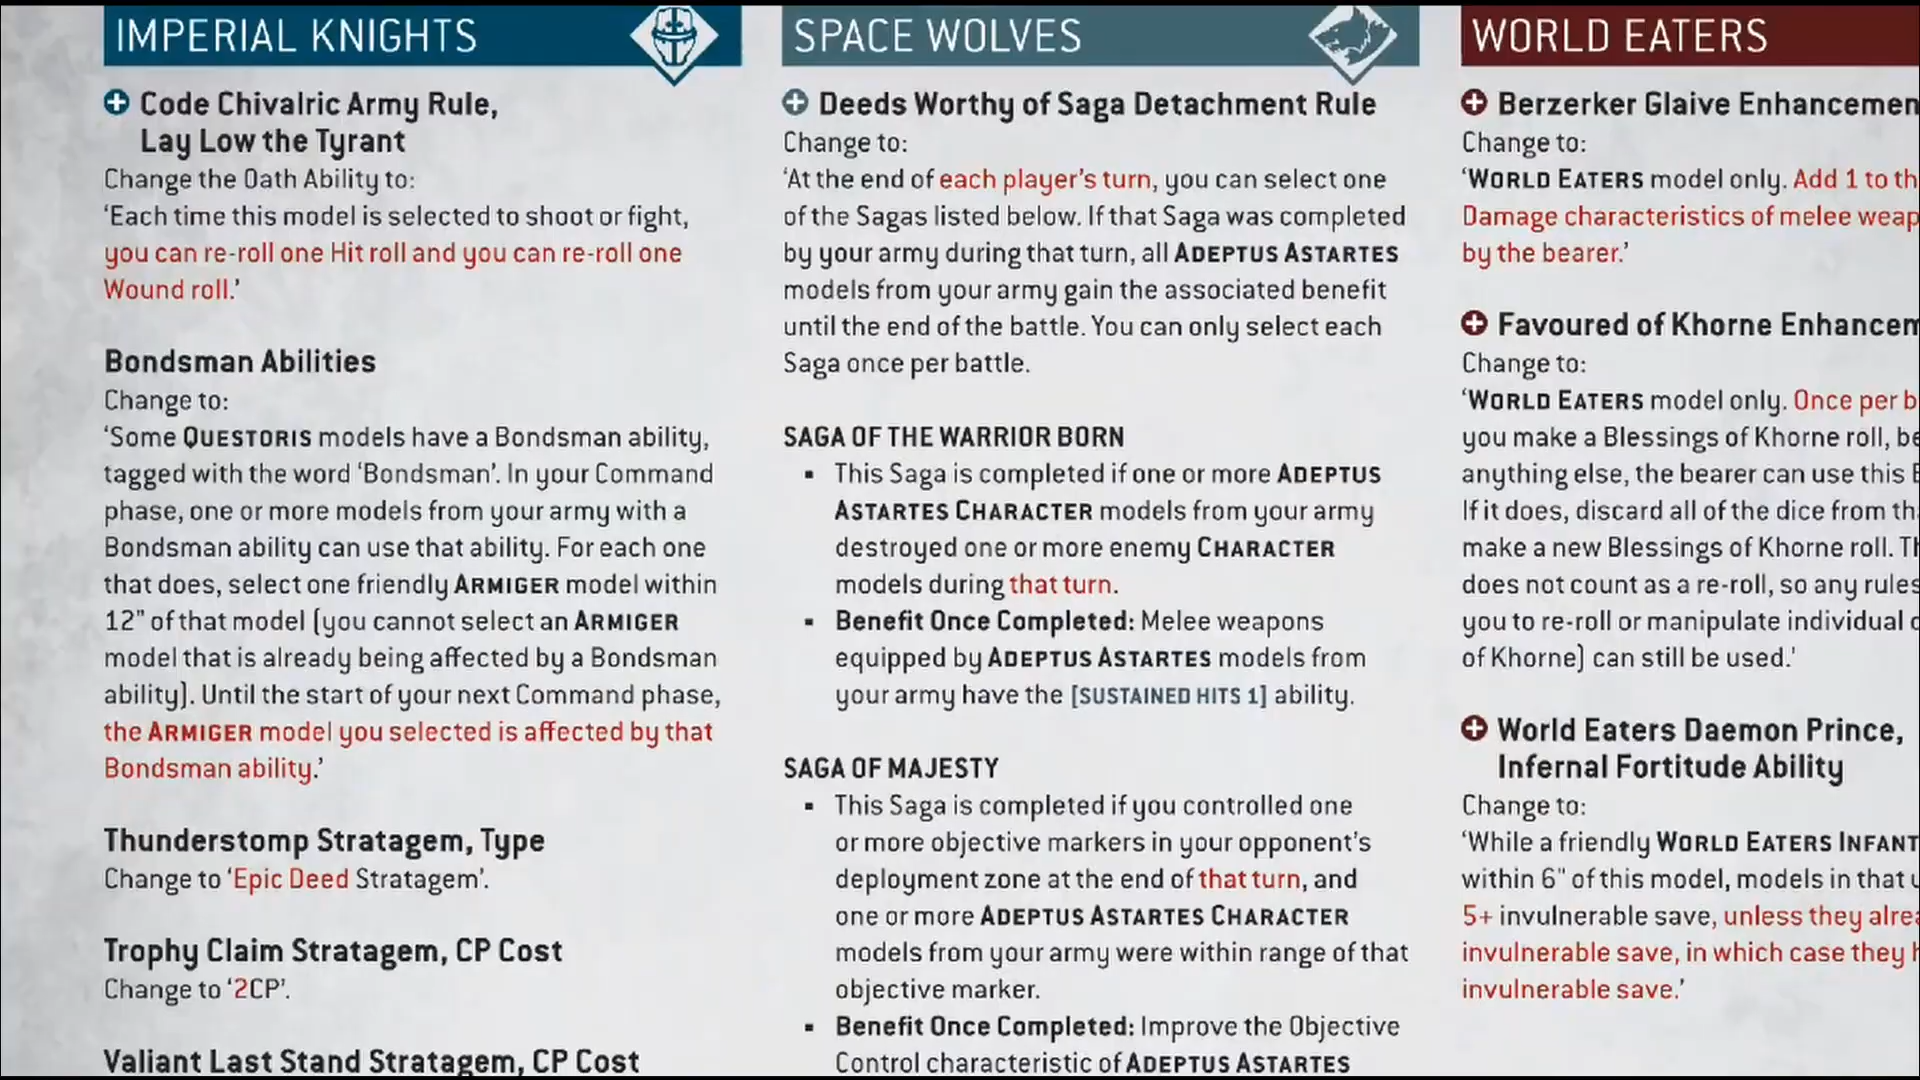 IMPERIAL KNIGHTS
Code Chivalric Army Rule,
Lay Low the Tyrant
Change the Oath Ability to:
‘Each time this model is selected to shoot or fight,
you can re-roll one Hit roll and you can re-roll one
Wound roll.’
Bondsman Abilities
Change to:
‘Some QUESTORIS models have a Bondsman ability,
tagged with the word ‘Bondsman’. In your Command
phase, one or more models from your army with a
Bondsman ability can use that ability. For each one
that does, select one friendly ARMIGER model within
12" of that model (you cannot select an ARMIGER
model that is already being affected by a Bondsman
ability). Until the start of your next Command phase,
the ARMIGER model you selected is affected by that
Bondsman ability.’
Thunderstomp Stratagem, Type
Change to ‘Epic Deed Stratagem’.
Trophy Claim Stratagem, CP Cost
Change to ‘2CP’.
Valiant Last Stand Stratagem, CP Cost
SPACE WOLVES
Deeds Worthy of Saga Detachment Rule
Change to:
‘At the end of each player’s turn, you can select one
of the Sagas listed below. If that Saga was completed
by your army during that turn, all ADEPTUS ASTARTES
models from your army gain the associated benefit
until the end of the battle. You can only select each
Saga once per battle.
SAGA OF THE WARRIOR BORN
▪ This Saga is completed if one or more ADEPTUS
ASTARTES CHARACTER models from your army
destroyed one or more enemy CHARACTER
models during that turn.
▪ Benefit Once Completed: Melee weapons
equipped by ADEPTUS ASTARTES models from
your army have the [SUSTAINED HITS 1] ability.
SAGA OF MAJESTY
▪ This Saga is completed if you controlled one
or more objective markers in your opponent’s
deployment zone at the end of that turn, and
one or more ADEPTUS ASTARTES CHARACTER
models from your army were within range of that
objective marker.
▪ Benefit Once Completed: Improve the Objective
Control characteristic of ADEPTUS ASTARTES
WORLD EATERS
Berzerker Glaive
Change to:
‘WORLD EATERS model only. Add 1 to
Damage characteristics of melee
by the bearer.’
Favoured of Khorne
Change to:
‘WORLD EATERS model only. Once per
you make a Blessings of Khorne roll,
anything else, the bearer can use this
If it does, discard all of the dice from
make a new Blessings of Khorne roll.
does not count as a re-roll, so any rules
you to re-roll or manipulate individual
of Khorne) can still be used.’
World Eaters Daemon Prince,
Infernal Fortitude Ability
Change to:
‘While a friendly WORLD EATERS
within 6" of this model, models in that
5+ invulnerable save, unless they
invulnerable save, in which case they
invulnerable save.’